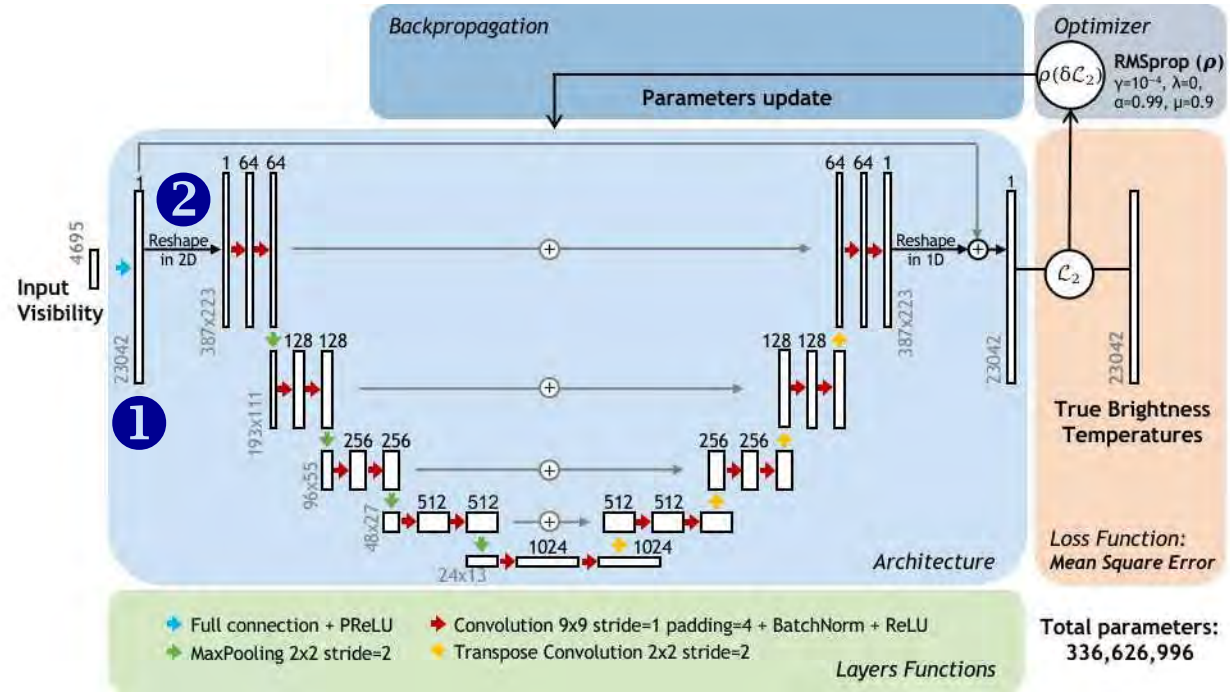 Backpropagation
Optimizer
ρ(δℒ₂)
RMSprop (ρ)
γ=10⁻⁴, λ=0,
α=0.99, μ=0.9
Parameters update
1
❷
1 64 64
64 64 1
1
4695
Reshape
in 2D
+
Reshape
in 1D
+
ℒ₂
Input
Visibility
23042
387x223
387x223
23042
23042
128 128
128 128
+
193x111
❶
True Brightness
Temperatures
256 256
256 256
+
96x55
512 512
512 512
+
48x27
1024
1024
24x13
Architecture
Loss Function:
Mean Square Error
Full connection + PReLU
Convolution 9x9 stride=1 padding=4 + BatchNorm + ReLU
MaxPooling 2x2 stride=2
Transpose Convolution 2x2 stride=2
Layers Functions
Total parameters:
336,626,996